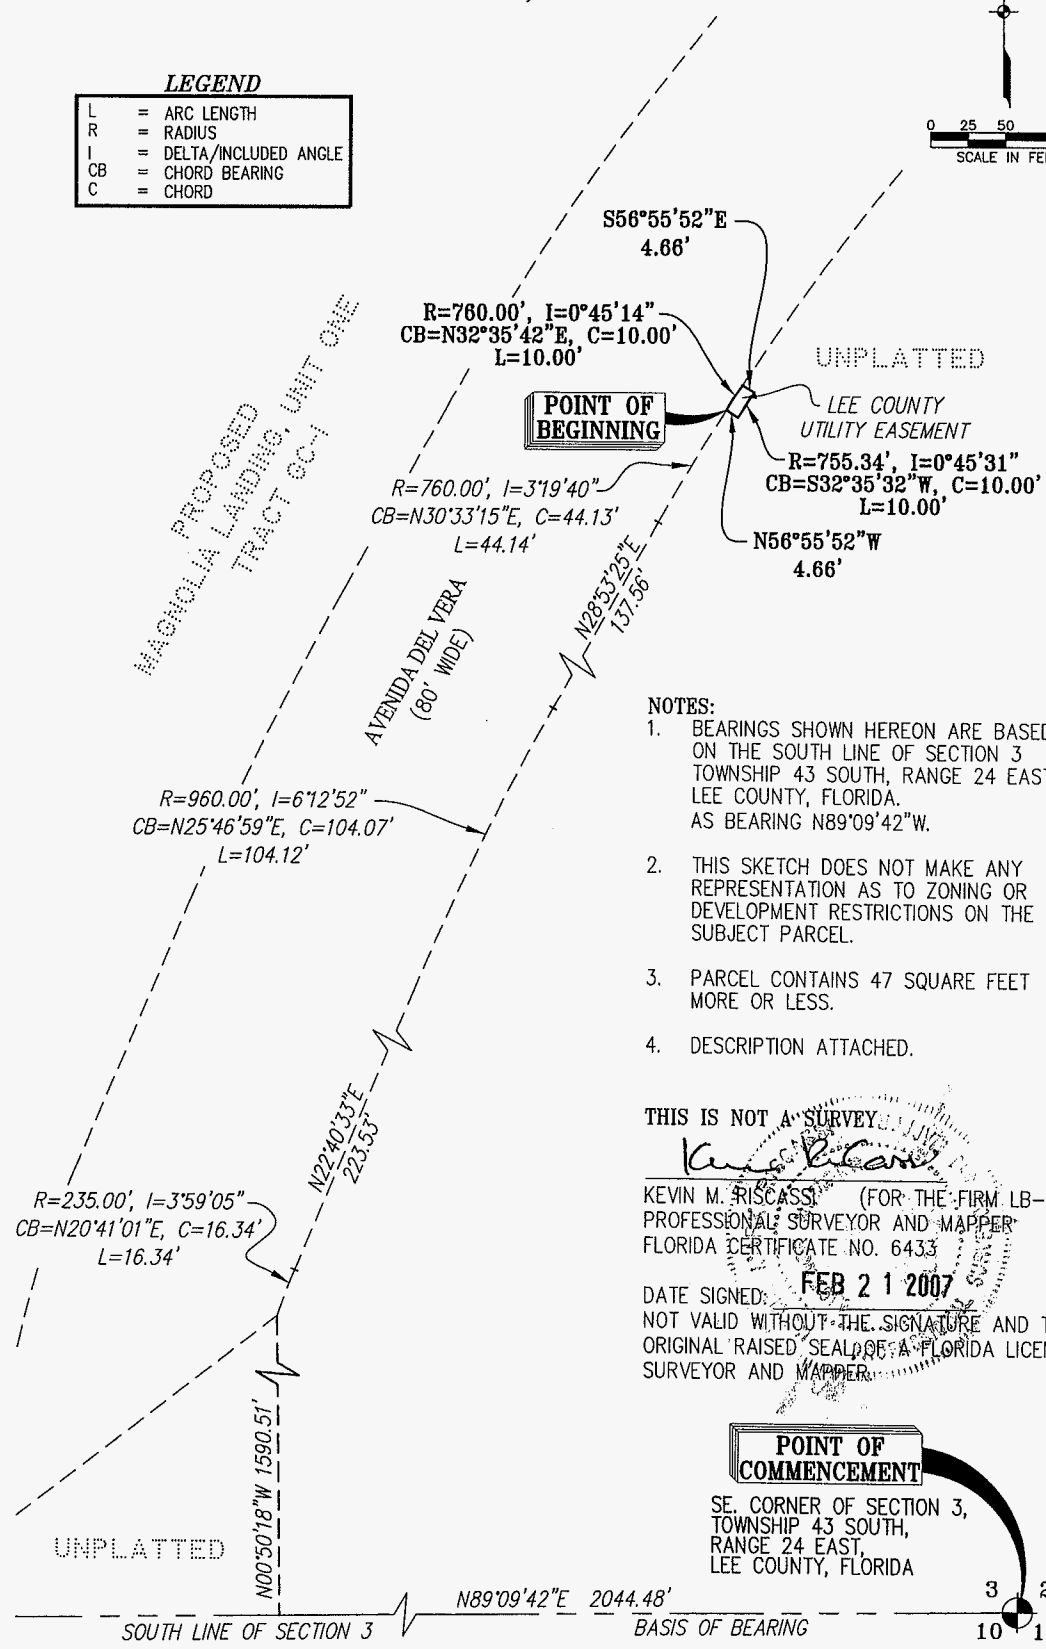 LEGEND
L = ARC LENGTH
R = RADIUS
I = DELTA/INCLUDED ANGLE
CB = CHORD BEARING
C = CHORD
0 25 50
SCALE IN
S56°55'52"E
4.66'
R=760.00', I=0°45'14"
CB=N32°35'42"E, C=10.00'
L=10.00'
UNPLATTED
PROPOSED
MAGNOLIA LANDING, UNIT ONE
TRACT OC-1
POINT OF
BEGINNING
LEE COUNTY
UTILITY EASEMENT
R=755.34', I=0°45'31"
CB=S32°35'32"W, C=10.00'
L=10.00'
R=760.00', I=3°19'40"
CB=N30°33'15"E, C=44.13'
L=44.14'
N56°55'52"W
4.66'
N28°53'25"E
137.56'
AVENIDA DEL VERA
(80' WIDE)
NOTES:
1. BEARINGS SHOWN HEREON ARE BASED
ON THE SOUTH LINE OF SECTION 3
TOWNSHIP 43 SOUTH, RANGE 24 EAST
LEE COUNTY, FLORIDA.
AS BEARING N89°09'42"W.
R=960.00', I=6°12'52"
CB=N25°46'59"E, C=104.07'
L=104.12'
2. THIS SKETCH DOES NOT MAKE ANY
REPRESENTATION AS TO ZONING OR
DEVELOPMENT RESTRICTIONS ON THE
SUBJECT PARCEL.
3. PARCEL CONTAINS 47 SQUARE FEET
MORE OR LESS.
4. DESCRIPTION ATTACHED.
N22°40'33"E
223.53'
THIS IS NOT A SURVEY
KEVIN M. RISCASSI (FOR THE FIRM LB-
PROFESSIONAL SURVEYOR AND MAPPER
FLORIDA CERTIFICATE NO. 6433
R=235.00', I=3°59'05"
CB=N20°41'01"E, C=16.34'
L=16.34'
DATE SIGNED: FEB 21 2007
NOT VALID WITHOUT THE SIGNATURE AND
ORIGINAL RAISED SEAL OF A FLORIDA
SURVEYOR AND MAPPER.
N00°50'18"W 1590.51'
POINT OF
COMMENCEMENT
SE. CORNER OF SECTION 3,
TOWNSHIP 43 SOUTH,
RANGE 24 EAST,
LEE COUNTY, FLORIDA
UNPLATTED
N89°09'42"E 2044.48'
3 2
SOUTH LINE OF SECTION 3
BASIS OF BEARING
10